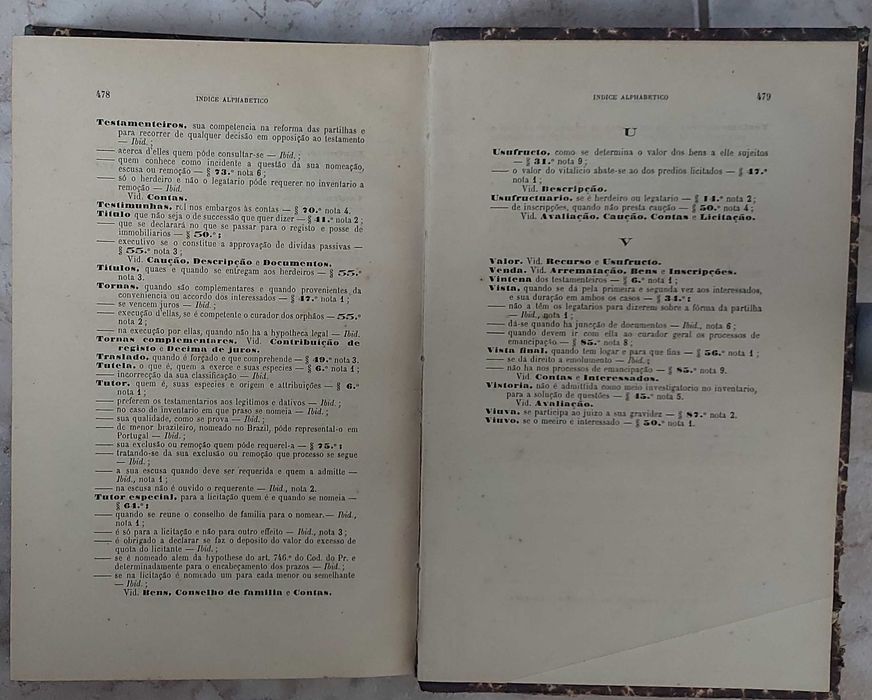 478
INDICE ALPHABETICO
Testamenteiros, sua competencia na reforma das partilhas e
para recorrer de qualquer decisão em opposição ao testamento
— Ibid.;
—— acerca d'elles quem póde consultar-se — Ibid.;
—— quem conhece como incidente a questão da sua nomeação,
escusa ou remoção — § 73.º nota 6;
—— só o herdeiro e não o legatario póde requerer no inventario a
remoção — Ibid.
Vid. Contas.
Testimunhas, rol nos embargos às contas — § 70.º nota 4.
Titulo que não seja o de successão que quer dizer — § 41.º nota 2;
—— que se declarará no que se passar para o registo e posse de
immobiliarios — § 50.º;
—— executivo se o constitue a approvação de dividas passivas —
§ 55.º nota 3;
Vid. Caução, Descripção e Documentos.
Titulos, quaes e quando se entregam aos herdeiros — § 55.º
nota 3.
Tornas, quando são complementares e quando provenientes da
conveniencia ou accordo dos interessados — § 47.º nota 1;
—— se vencem juros — Ibid.;
—— execução d'ellas, se é competente o curador dos orphãos — 55.º
nota 2;
—— na execução por ellas, quando não ha a hypotheca legal — Ibid.
Tornas complementares. Vid. Contribuição de
registo e Decima de juros.
Traslado, quando é forçado e que comprehende — § 49.º nota 3.
Tutela, o que é, quem a exerce e suas especies — § 6.º nota 1;
—— incorrecção da sua classificação — Ibid.
Tutor, quem é, suas especies e origem e attribuições — § 6.º
nota 1;
—— preferem os testamentarios aos legitimos e dativos — Ibid.;
—— no caso de inventario em que praso se nomeia — Ibid.;
—— sua qualidade, como se prova — Ibid.;
—— de menor brazileiro, nomeado no Brazil, póde represental-o em
Portugal — Ibid.;
—— sua exclusão ou remoção quem póde requerel-a — § 75.º;
—— tratando-se da sua exclusão ou remoção que processo se segue
— Ibid.;
—— a sua escusa quando deve ser requerida e quem a admitte —
Ibid., nota 1;
—— na escusa não é ouvido o requerente — Ibid., nota 2.
Tutor especial, para a licitação quem é e quando se nomeia —
§ 64.º;
—— quando se reune o conselho de familia para o nomear.— Ibid.,
nota 1;
—— é só para a licitação e não para outro effeito — Ibid., nota 3;
—— é obrigado a declarar se faz o deposito do valor do excesso de
quota do licitante — Ibid.;
—— se é nomeado alem da hypothese do art. 746.º do Cod. do Pr. e
determinadamente para o encabeçamento dos prazos — Ibid.;
—— se na licitação é nomeado um para cada menor ou semelhante
— Ibid.;
Vid. Bens, Conselho de familia e Contas.
INDICE ALPHABETICO
479
U
Usufructo, como se determina o valor dos bens a elle sujeitos
— § 31.º nota 9;
—— o valor do vitalicio abate-se ao dos predios licitados — § 47.º
nota 1;
Vid. Descripção.
Usufructuario, se é herdeiro ou legatario — § 14.º nota 2;
—— de inscripções, quando não presta caução — § 50.º nota 4;
Vid. Avaliação, Caução, Contas e Licitação.
V
Valor. Vid. Recurso e Usufructo.
Venda. Vid. Arrematação, Bens e Inscripções.
Vintena dos testamenteiros — § 6.º nota 1;
Vista, quando se dá pela primeira e segunda vez aos interessados,
e sua duração em ambos os casos — § 34.º;
—— não a têm os legatarios para dizerem sobre a fórma da partilha
— Ibid., nota 1;
—— dá-se quando ha juncção de documentos — Ibid., nota 6;
—— quando devem ir com ella ao curador geral os processos de
emancipação — § 85.º nota 8;
Vista final, quando tem logar e para que fins — § 56.º nota 1;
—— se dá direito a emolumento — Ibid.;
—— não ha nos processos de emancipação — § 85.º nota 9.
Vid. Contas e Interessados.
Vistoria, não é admittida como meio investigatorio no inventario,
para a solução de questões — § 45.º nota 5.
Vid. Avaliação.
Viuva, se participa ao juizo a sua gravidez — § 87.º nota 2.
Viuvo, se o meeiro é interessado — § 50.º nota 1.